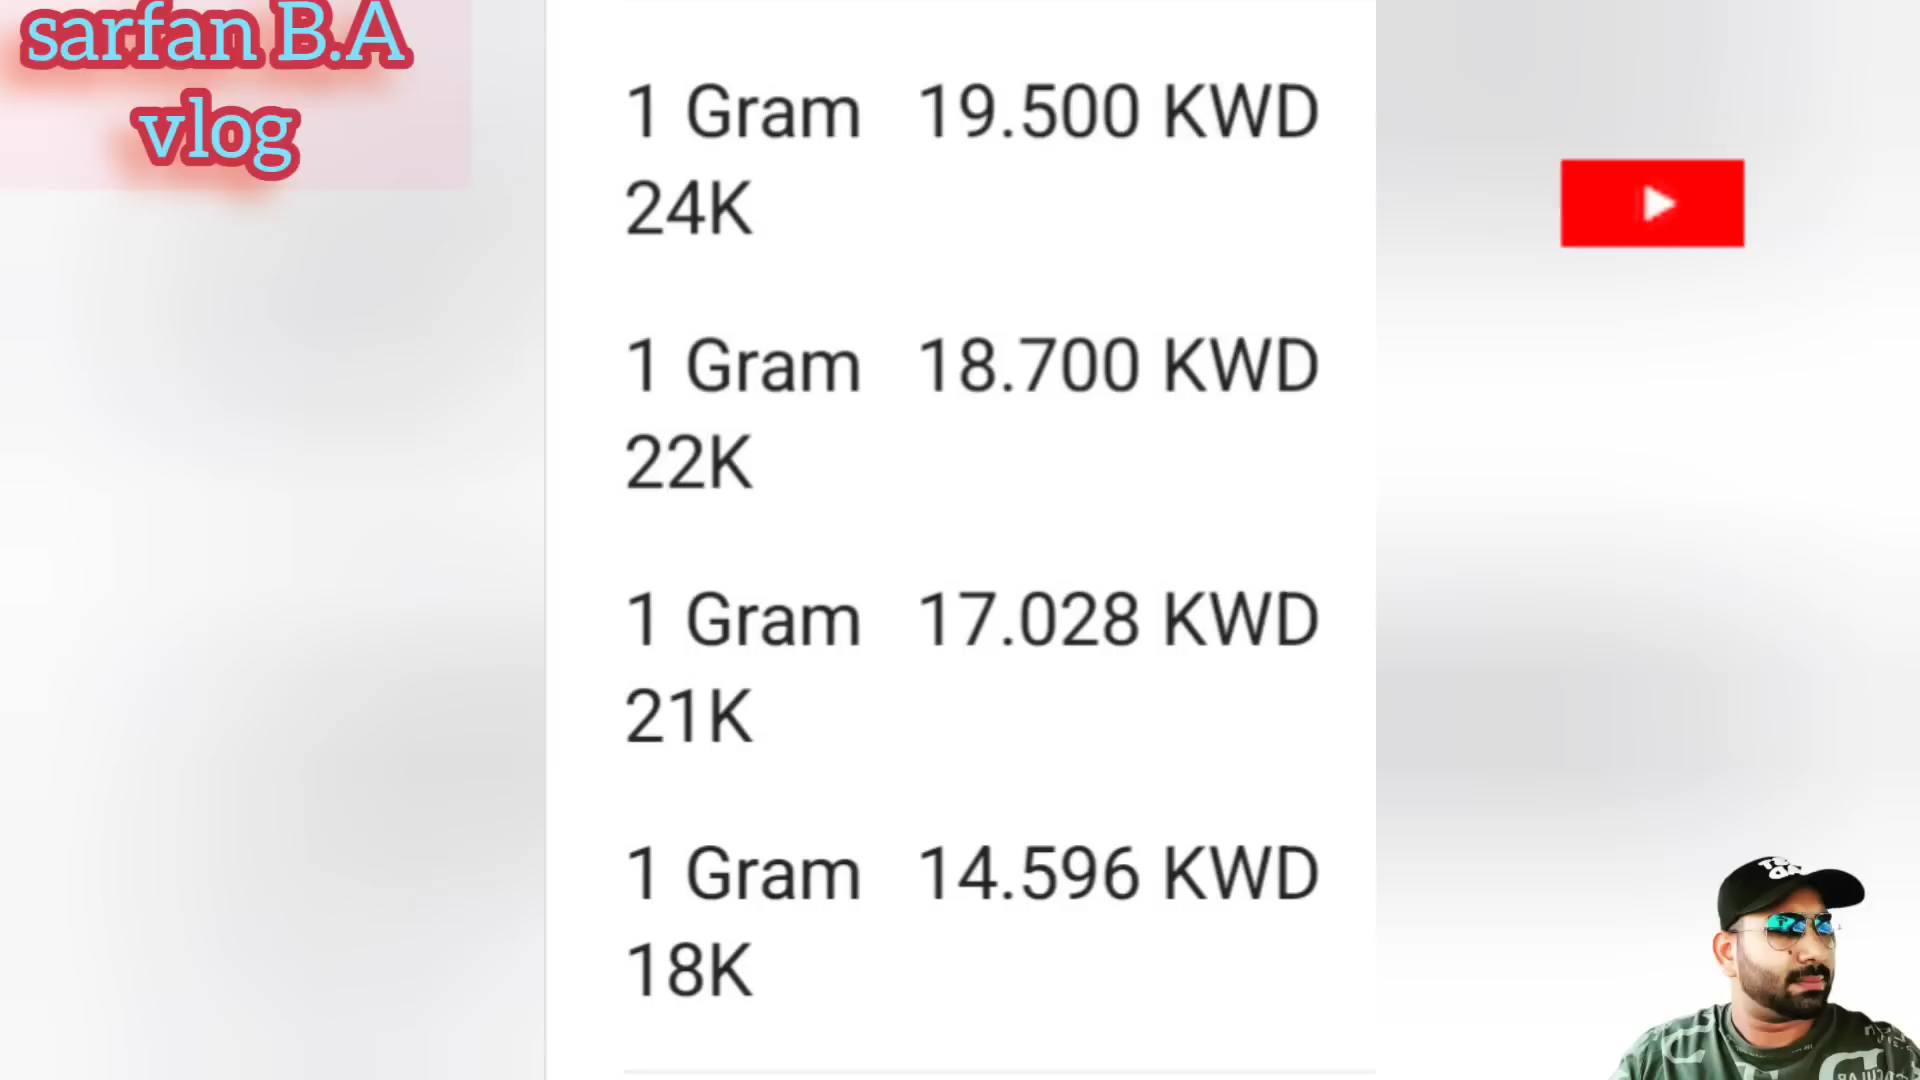 sarfan B.A
vlog
1 Gram 19.500 KWD
24K
1 Gram 18.700 KWD
22K
1 Gram 17.028 KWD
21K
1 Gram 14.596 KWD
18K